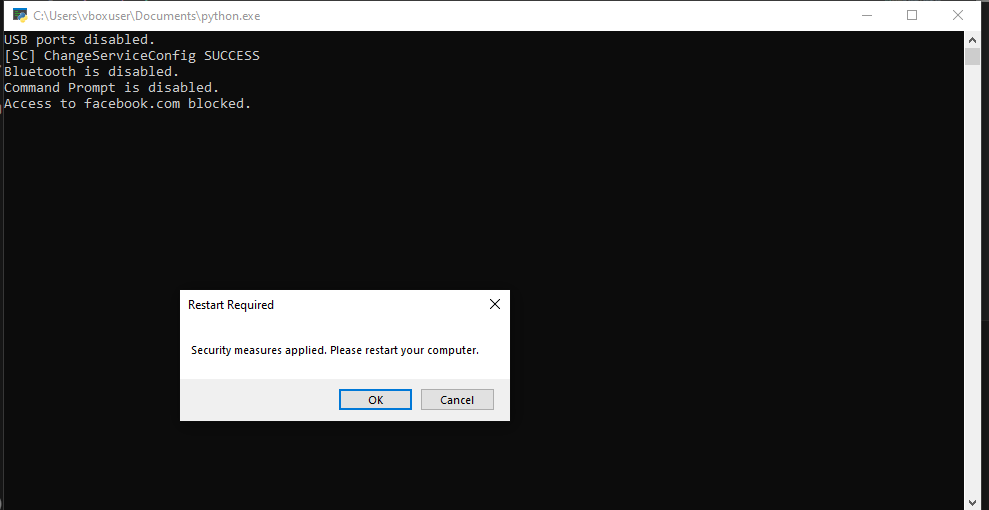 C:\Users\vboxuser\Documents\python.exe
USB ports disabled.
[SC] ChangeServiceConfig SUCCESS
Bluetooth is disabled.
Command Prompt is disabled.
Access to facebook.com blocked.
Restart Required
Security measures applied. Please restart your computer.
OK Cancel